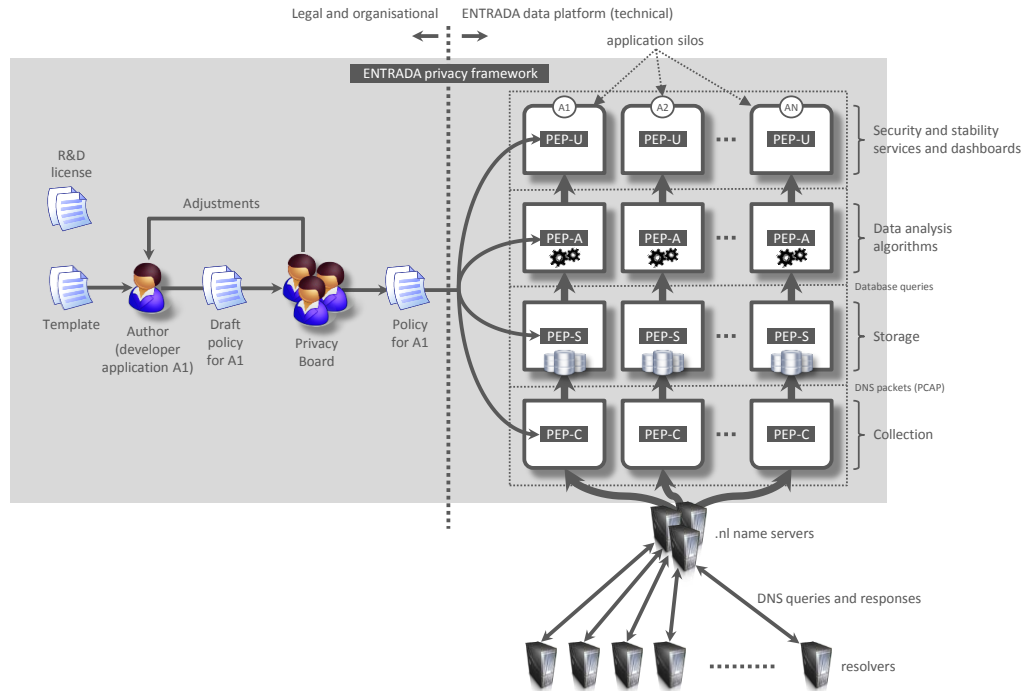 Legal and organisational
ENTRADA data platform (technical)
application silos
ENTRADA privacy framework
A1
A2
AN
PEP-U
PEP-U
PEP-U
Security and stability
services and dashboards
R&D
license
Adjustments
PEP-A
PEP-A
PEP-A
Data analysis
algorithms
Database queries
Template
Author
(developer
application A1)
Draft
policy
for A1
Privacy
Board
Policy
for A1
PEP-S
PEP-S
PEP-S
Storage
DNS packets (PCAP)
PEP-C
PEP-C
PEP-C
Collection
.nl name servers
DNS queries and responses
resolvers